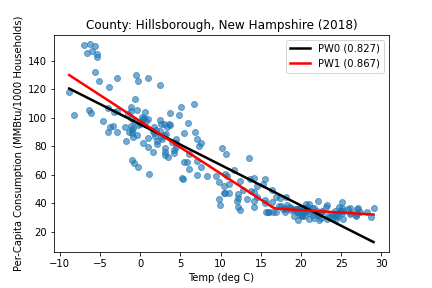 County: Hillsborough, New Hampshire (2018)
PW0 (0.827)
PW1 (0.867)
Per-Capita Consumption (MMBtu/1000 Households)
140
120
100
80
60
40
20
−10 −5 0 5 10 15 20 25 30
Temp (deg C)